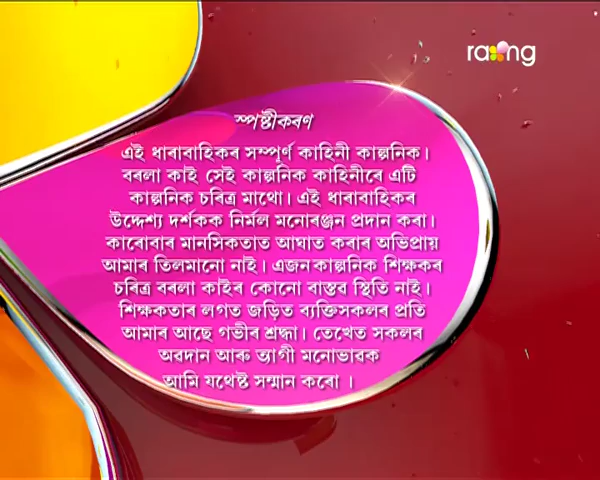 rang
স্পষ্টীকৰণ
এই ধাৰাবাহিকৰ সম্পূৰ্ণ কাহিনী কাল্পনিক।
বৰলা কাই সেই কাল্পনিক কাহিনীৰে এটি
কাল্পনিক চৰিত্ৰ মাথো। এই ধাৰাবাহিকৰ
উদ্দেশ্য দৰ্শকক নিৰ্মল মনোৰঞ্জন প্ৰদান কৰা।
কাৰোবাৰ মানসিকতাত আঘাত কৰাৰ অভিপ্ৰায়
আমাৰ তিলমানো নাই। এজন কাল্পনিক শিক্ষকৰ
চৰিত্ৰ বৰলা কাইৰ কোনো বাস্তৱ স্থিতি নাই।
শিক্ষকতাৰ লগত জড়িত ব্যক্তিসকলৰ প্ৰতি
আমাৰ আছে গভীৰ শ্ৰদ্ধা। তেখেত সকলৰ
অৱদান আৰু ত্যাগী মনোভাৱক
আমি যথেষ্ট সন্মান কৰো ।